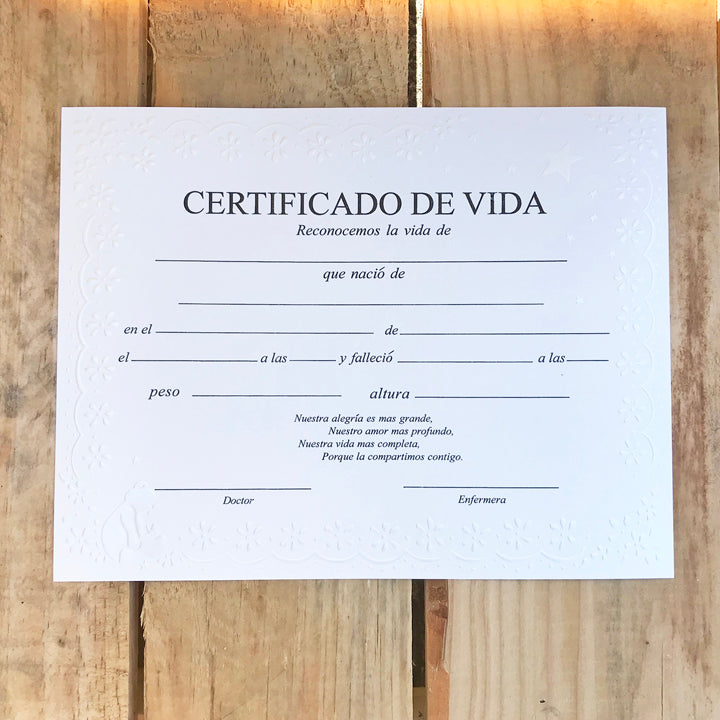 CERTIFICADO DE VIDA
Reconocemos la vida de
que nació de
en el de
el a las y falleció a las
peso altura
Nuestra alegría es mas grande,
Nuestro amor mas profundo,
Nuestra vida mas completa,
Porque la compartimos contigo.
Doctor Enfermera